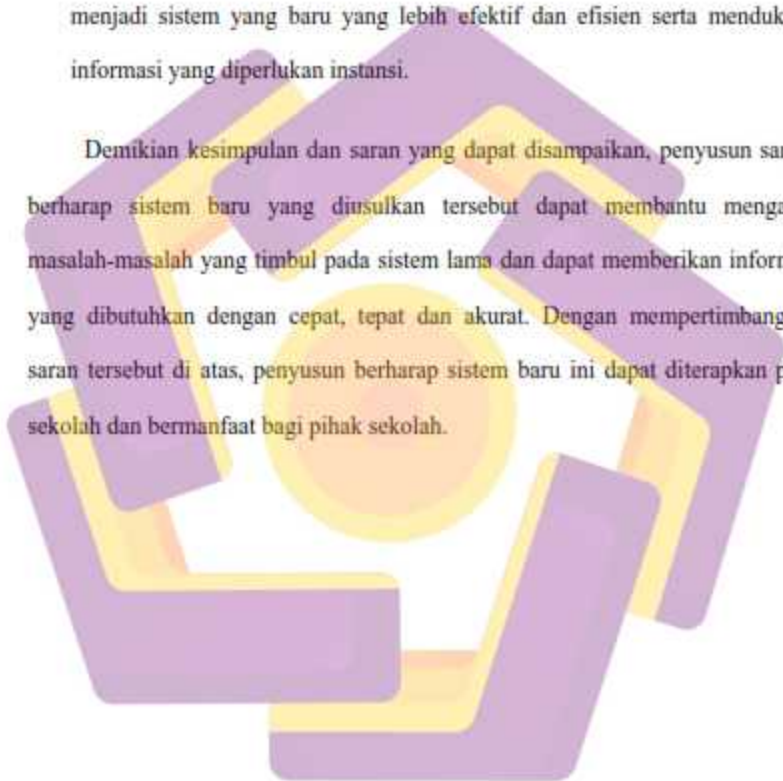 menjadi sistem yang baru yang lebih efektif dan efisien serta menduk
informasi yang diperlukan instansi.
Demikian kesimpulan dan saran yang dapat disampaikan, penyusun sa
berharap sistem baru yang diusulkan tersebut dapat membantu menga
masalah-masalah yang timbul pada sistem lama dan dapat memberikan inform
yang dibutuhkan dengan cepat, tepat dan akurat. Dengan mempertimbang
saran tersebut di atas, penyusun berharap sistem baru ini dapat diterapkan p
sekolah dan bermanfaat bagi pihak sekolah.